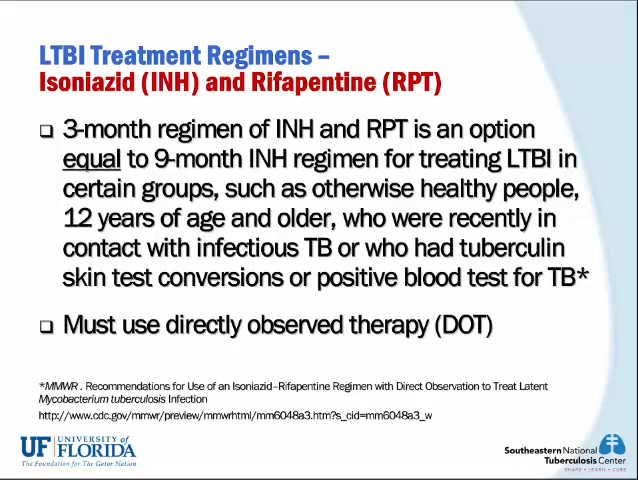 LTBI Treatment Regimens –
Isoniazid (INH) and Rifapentine (RPT)
3-month regimen of INH and RPT is an option
equal to 9-month INH regimen for treating LTBI in
certain groups, such as otherwise healthy people,
12 years of age and older, who were recently in
contact with infectious TB or who had tuberculin
skin test conversions or positive blood test for TB*
Must use directly observed therapy (DOT)
*MMWR . Recommendations for Use of an Isoniazid–Rifapentine Regimen with Direct Observation to Treat Latent
Mycobacterium tuberculosis Infection
http://www.cdc.gov/mmwr/preview/mmwrhtml/mm6048a3.htm?s_cid=mm6048a3_w
UF UNIVERSITY of
FLORIDA
The Foundation for The Gator Nation
Southeastern National
Tuberculosis Center
SHARE • LEARN • CURE